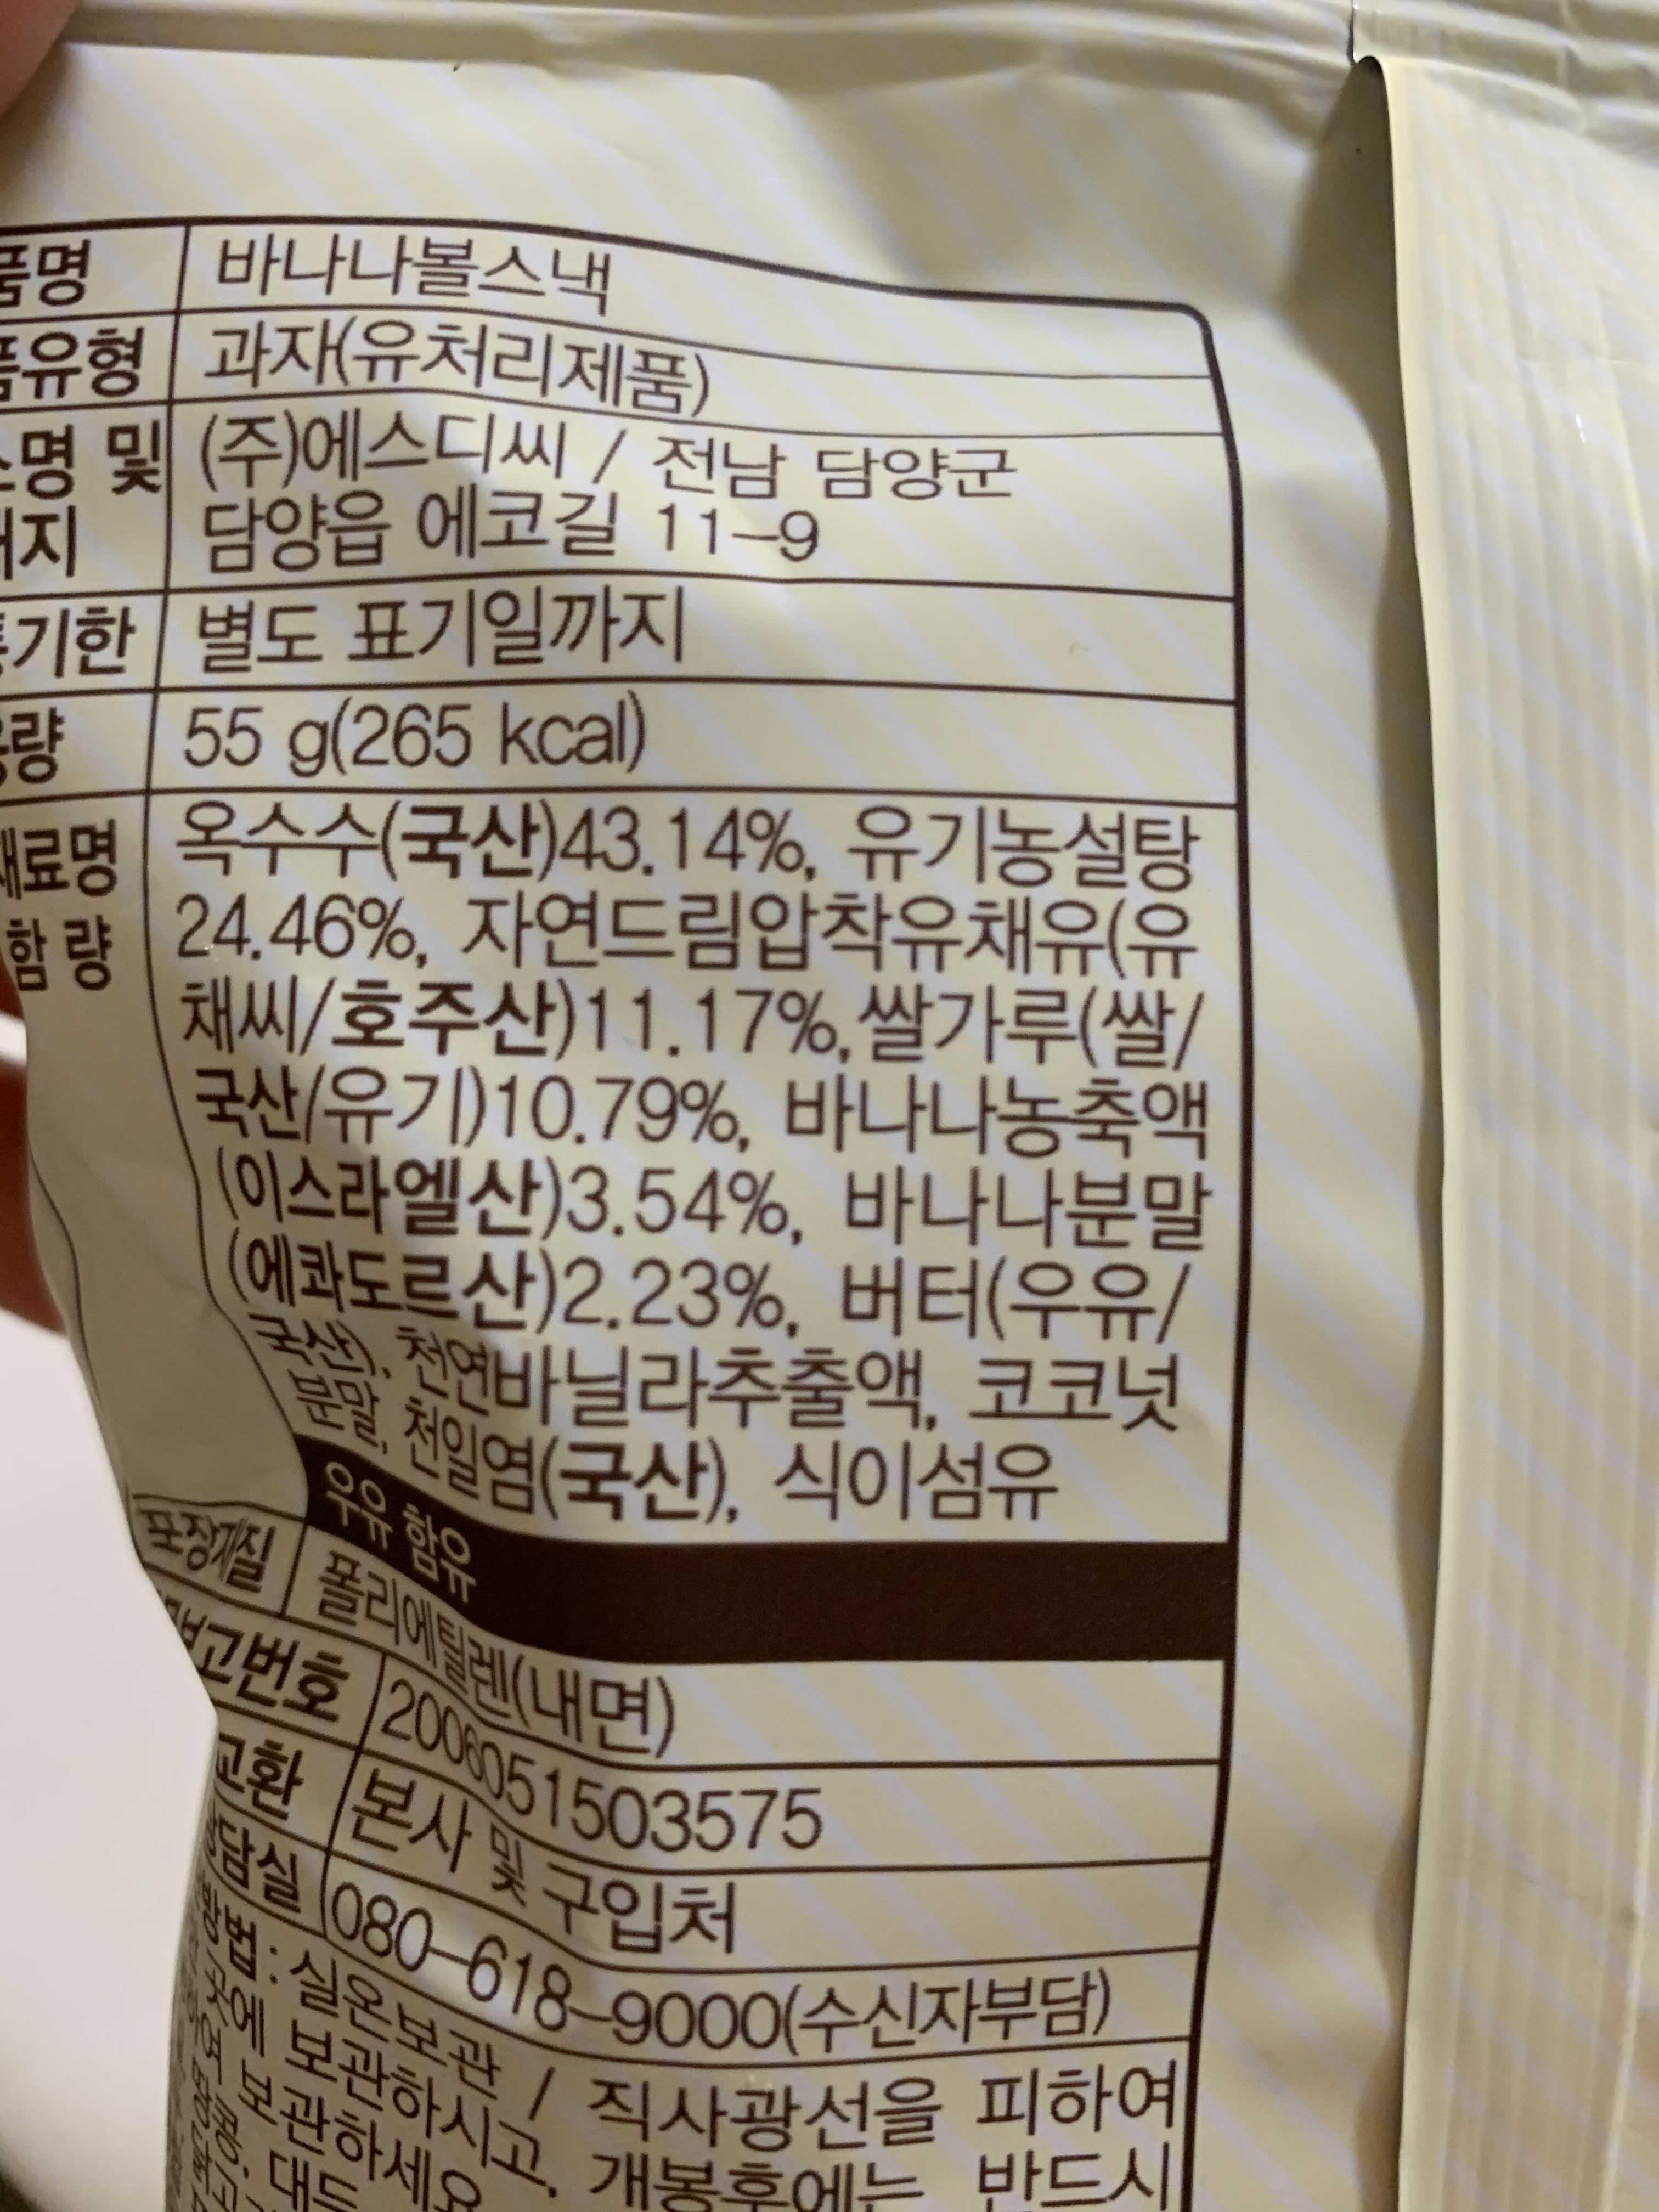 품명 바나나볼스낵
유형 과자(유처리제품)
명 및 (주)에스디씨 / 전남 담양군
지 담양읍 에코길 11-9
기한 별도 표기일까지
량 55 g(265 kcal)
재료명 옥수수(국산)43.14%, 유기농설탕
함량 24.46%, 자연드림압착유채유(유
채씨/호주산)11.17%,쌀가루(쌀/
국산/유기)10.79%, 바나나농축액
(이스라엘산)3.54%, 바나나분말
(에콰도르산)2.23%, 버터(우유/
국산), 천연바닐라추출액, 코코넛
분말, 천일염(국산), 식이섬유
우유 함유
포장재질 폴리에틸렌(내면)
고번호 2006051503575
교환 본사 및 구입처
담실 080-618-9000(수신자부담)
방법 : 실온보관 / 직사광선을 피하여
곳에 보관하시고, 개봉후에는 반드시
보관하세요